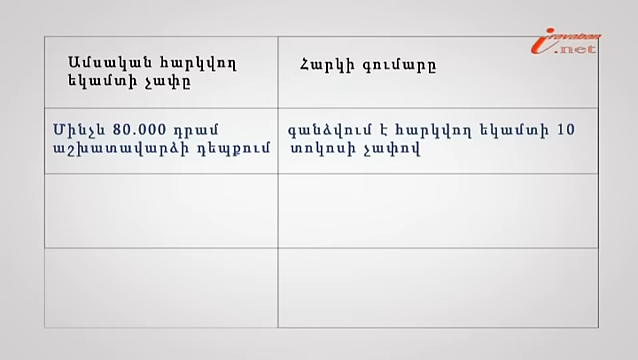 iravaban
.net
Ամսական հարկվող
եկամտի չափը
Հարկի գումարը
Մինչև 80.000 դրամ
աշխատավարձի դեպքում
գանձվում է հարկվող եկամտի 10
տոկոսի չափով